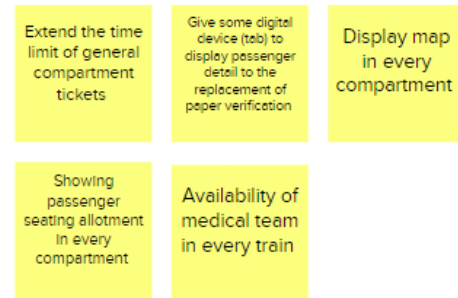 Extend the time
limit of general
compartment
tickets
Give some digital
device (tab) to
display passenger
detail to the
replacement of
paper verification
Display map
in every
compartment
Showing
passenger
seating allotment
in every
compartment
Availability of
medical team
in every train